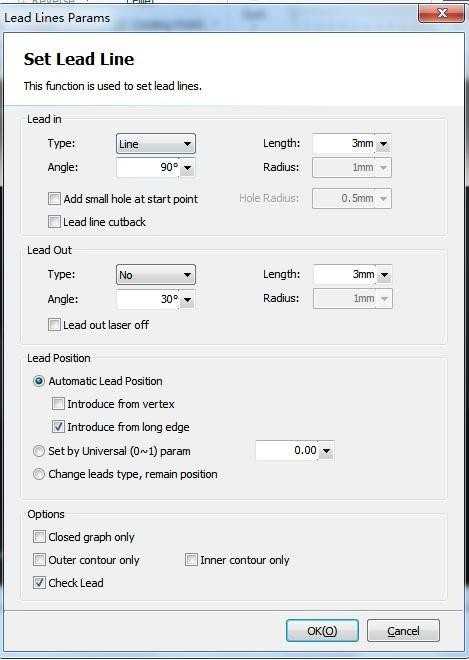 Lead Lines Params
Set Lead Line
This function is used to set lead lines.
Lead in
Type: Line Length: 3mm
Angle: 90° Radius: 1mm
Add small hole at start point Hole Radius: 0.5mm
Lead line cutback
Lead Out
Type: No Length: 3mm
Angle: 30° Radius: 1mm
Lead out laser off
Lead Position
Automatic Lead Position
Introduce from vertex
Introduce from long edge
Set by Universal (0~1) param 0.00
Change leads type, remain position
Options
Closed graph only
Outer contour only Inner contour only
Check Lead
OK(O) Cancel